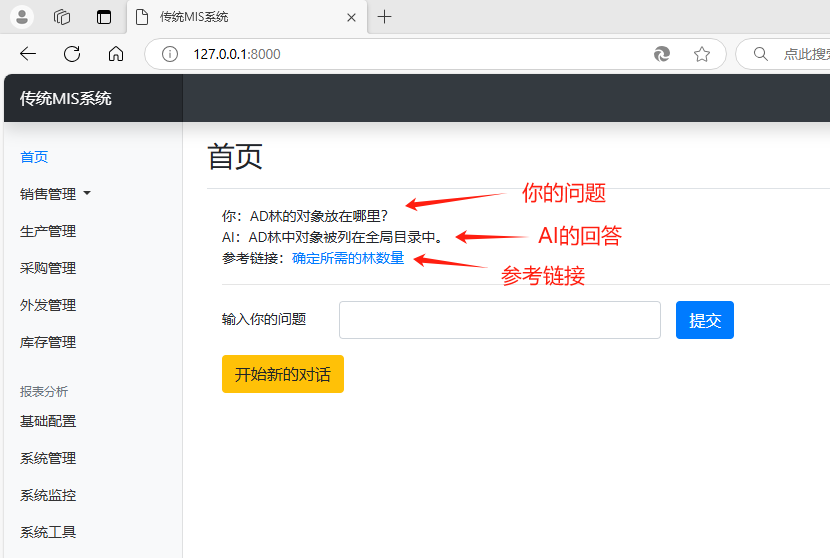 传统MIS系统
127.0.0.1:8000
点此搜
传统MIS系统
首页
销售管理
生产管理
采购管理
外发管理
库存管理
报表分析
基础配置
系统管理
系统监控
系统工具
首页
你：AD林的对象放在哪里？
你的问题
AI：AD林中对象被列在全局目录中。
AI的回答
参考链接：确定所需的林数量
参考链接
输入你的问题
提交
开始新的对话